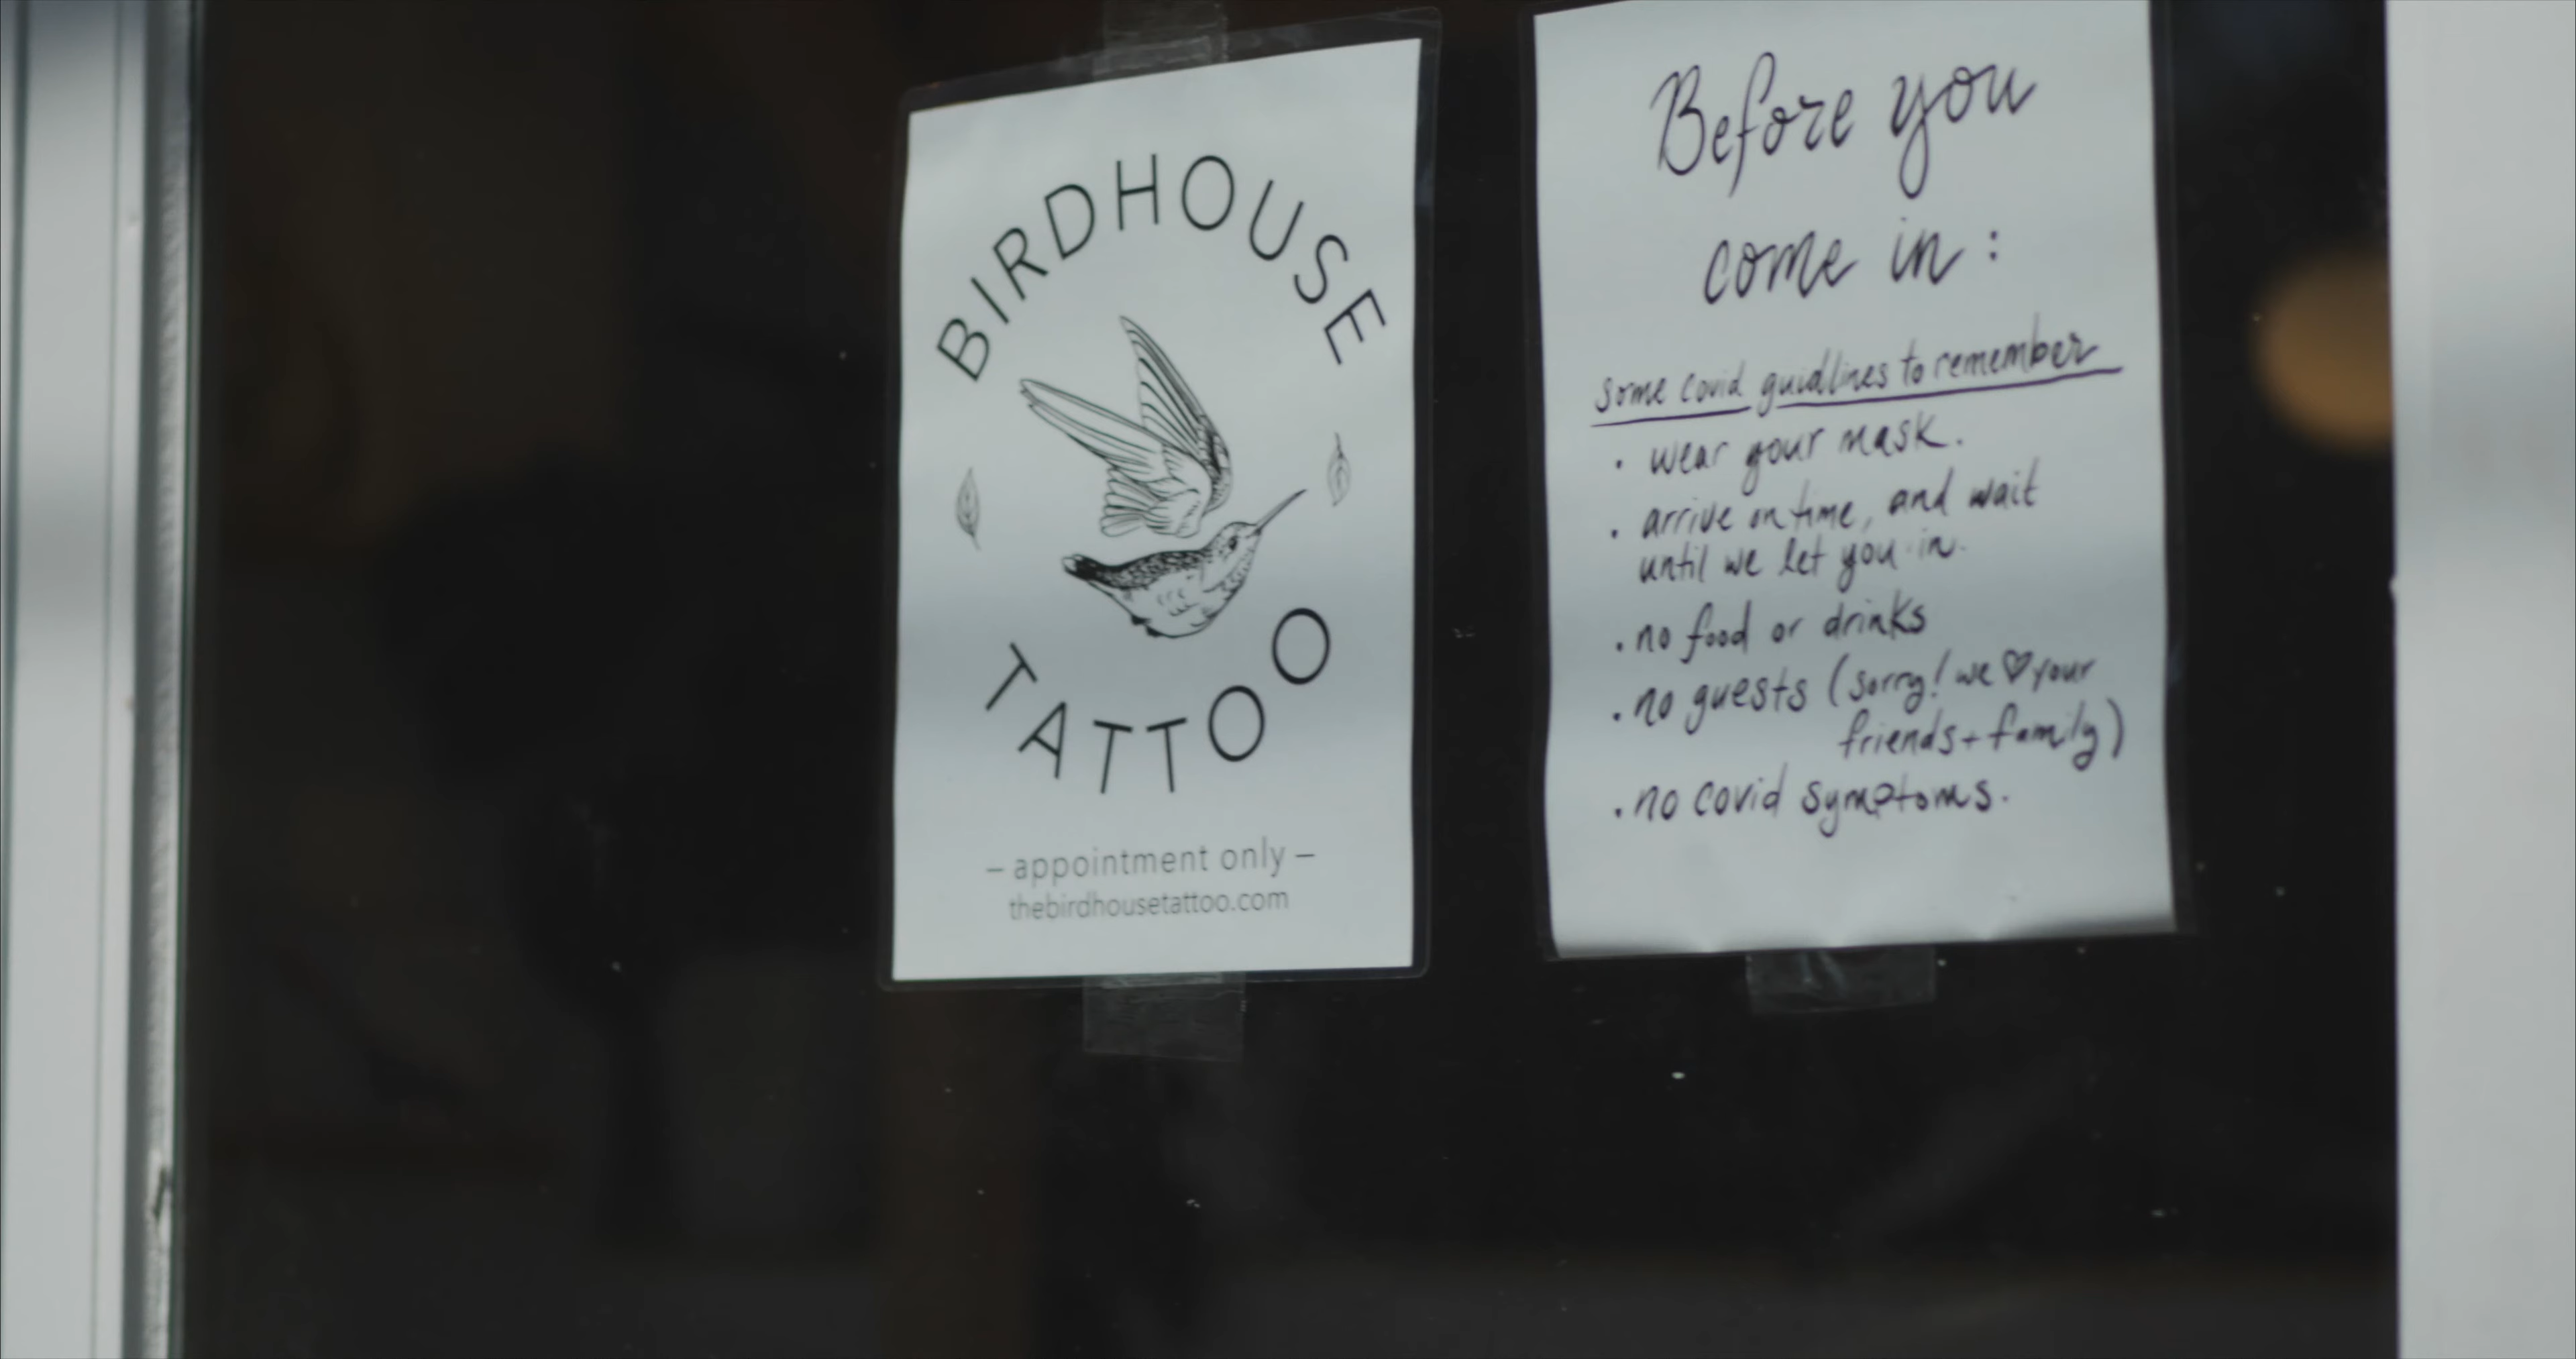 BIRDHOUSE
TATTOO
– appointment only –
thebirdhousetattoo.com
Before you
come in:
some covid guidlines to remember
• wear your mask.
• arrive on time, and wait
until we let you in.
• no food or drinks
• no guests (sorry! we ♡ your
friends + family)
• no covid symptoms.